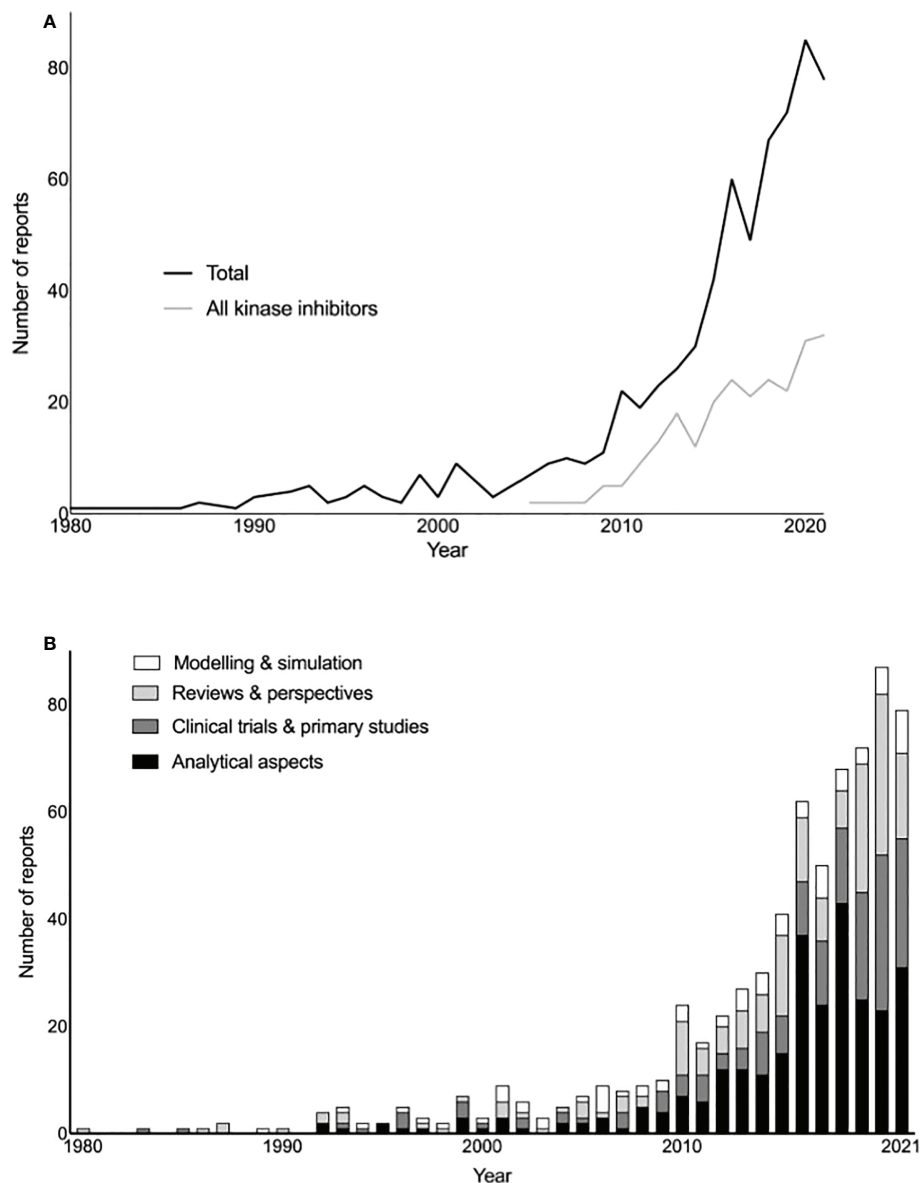 A
80
60
40
20
0
Number of reports
Total
All kinase inhibitors
1980
1990
2000
2010
2020
Year
B
Modelling & simulation
Reviews & perspectives
Clinical trials & primary studies
Analytical aspects
80
60
40
20
0
Number of reports
1980
1990
2000
2010
2021
Year